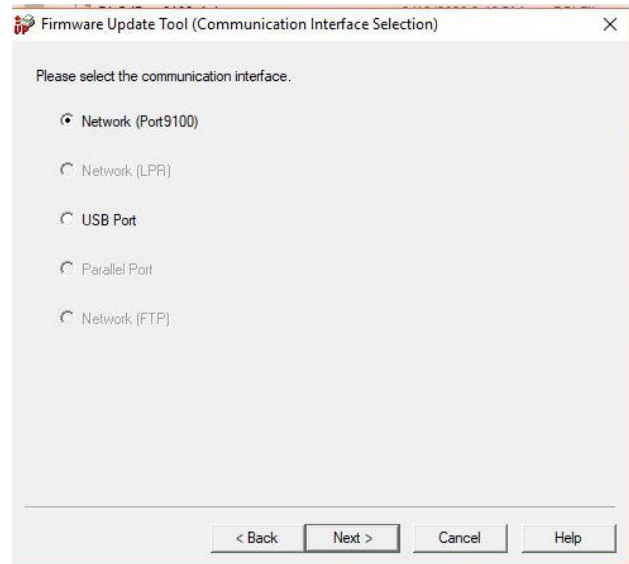 Firmware Update Tool (Communication Interface Selection)
Please select the communication interface.
Network (Port9100)
Network (LPR)
USB Port
Parallel Port
Network (FTP)
< Back Next > Cancel Help